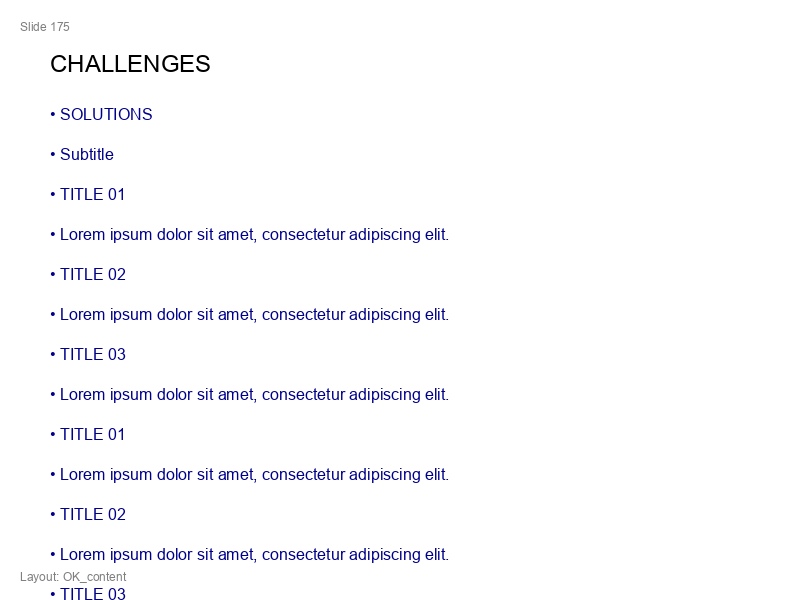 Slide 175
CHALLENGES
• SOLUTIONS
• Subtitle
• TITLE 01
• Lorem ipsum dolor sit amet, consectetur adipiscing elit.
• TITLE 02
• Lorem ipsum dolor sit amet, consectetur adipiscing elit.
• TITLE 03
• Lorem ipsum dolor sit amet, consectetur adipiscing elit.
• TITLE 01
• Lorem ipsum dolor sit amet, consectetur adipiscing elit.
• TITLE 02
• Lorem ipsum dolor sit amet, consectetur adipiscing elit.
Layout: OK_content
• TITLE 03